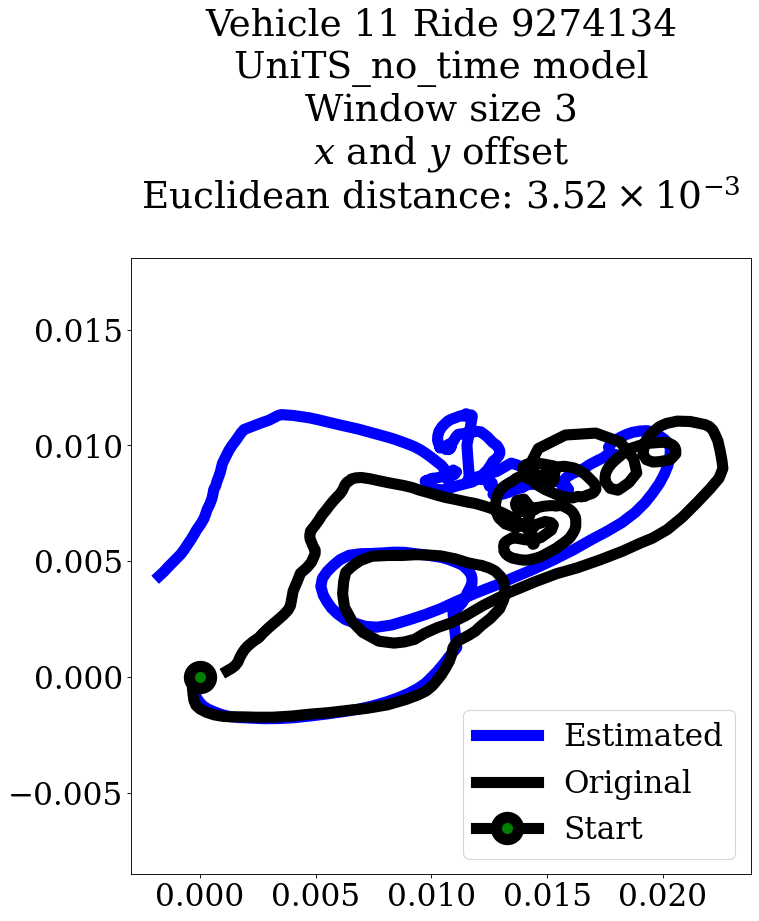 Vehicle 11 Ride 9274134
UniTS_no_time model
Window size 3
x and y offset
Euclidean distance: 3.52 × 10⁻³
0.015
0.010
0.005
0.000
−0.005
Estimated
Original
Start
0.000 0.005 0.010 0.015 0.020